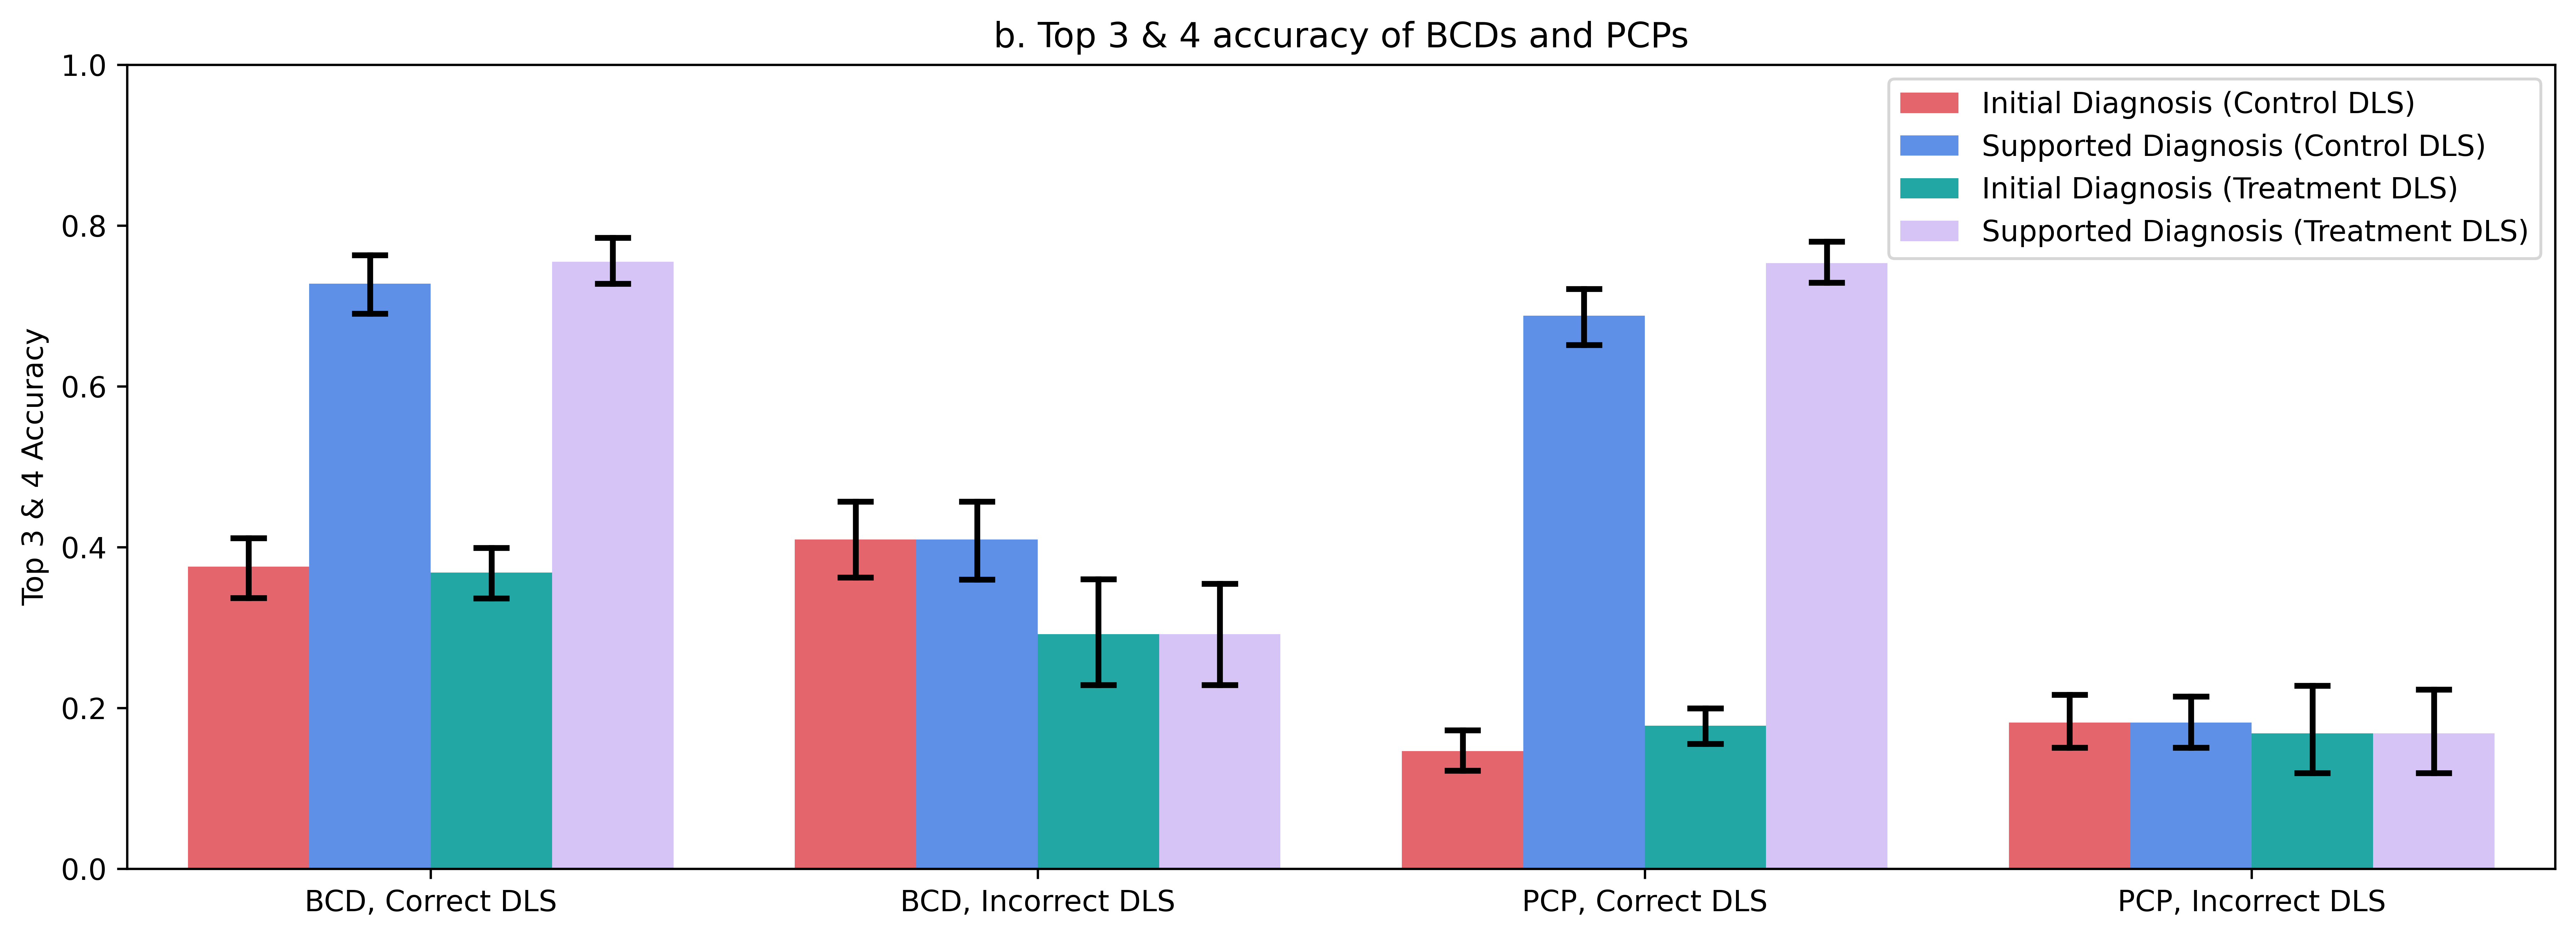 b. Top 3 & 4 accuracy of BCDs and PCPs
Top 3 & 4 Accuracy
1.0
0.8
0.6
0.4
0.2
0.0
Initial Diagnosis (Control DLS)
Supported Diagnosis (Control DLS)
Initial Diagnosis (Treatment DLS)
Supported Diagnosis (Treatment DLS)
BCD, Correct DLS
BCD, Incorrect DLS
PCP, Correct DLS
PCP, Incorrect DLS